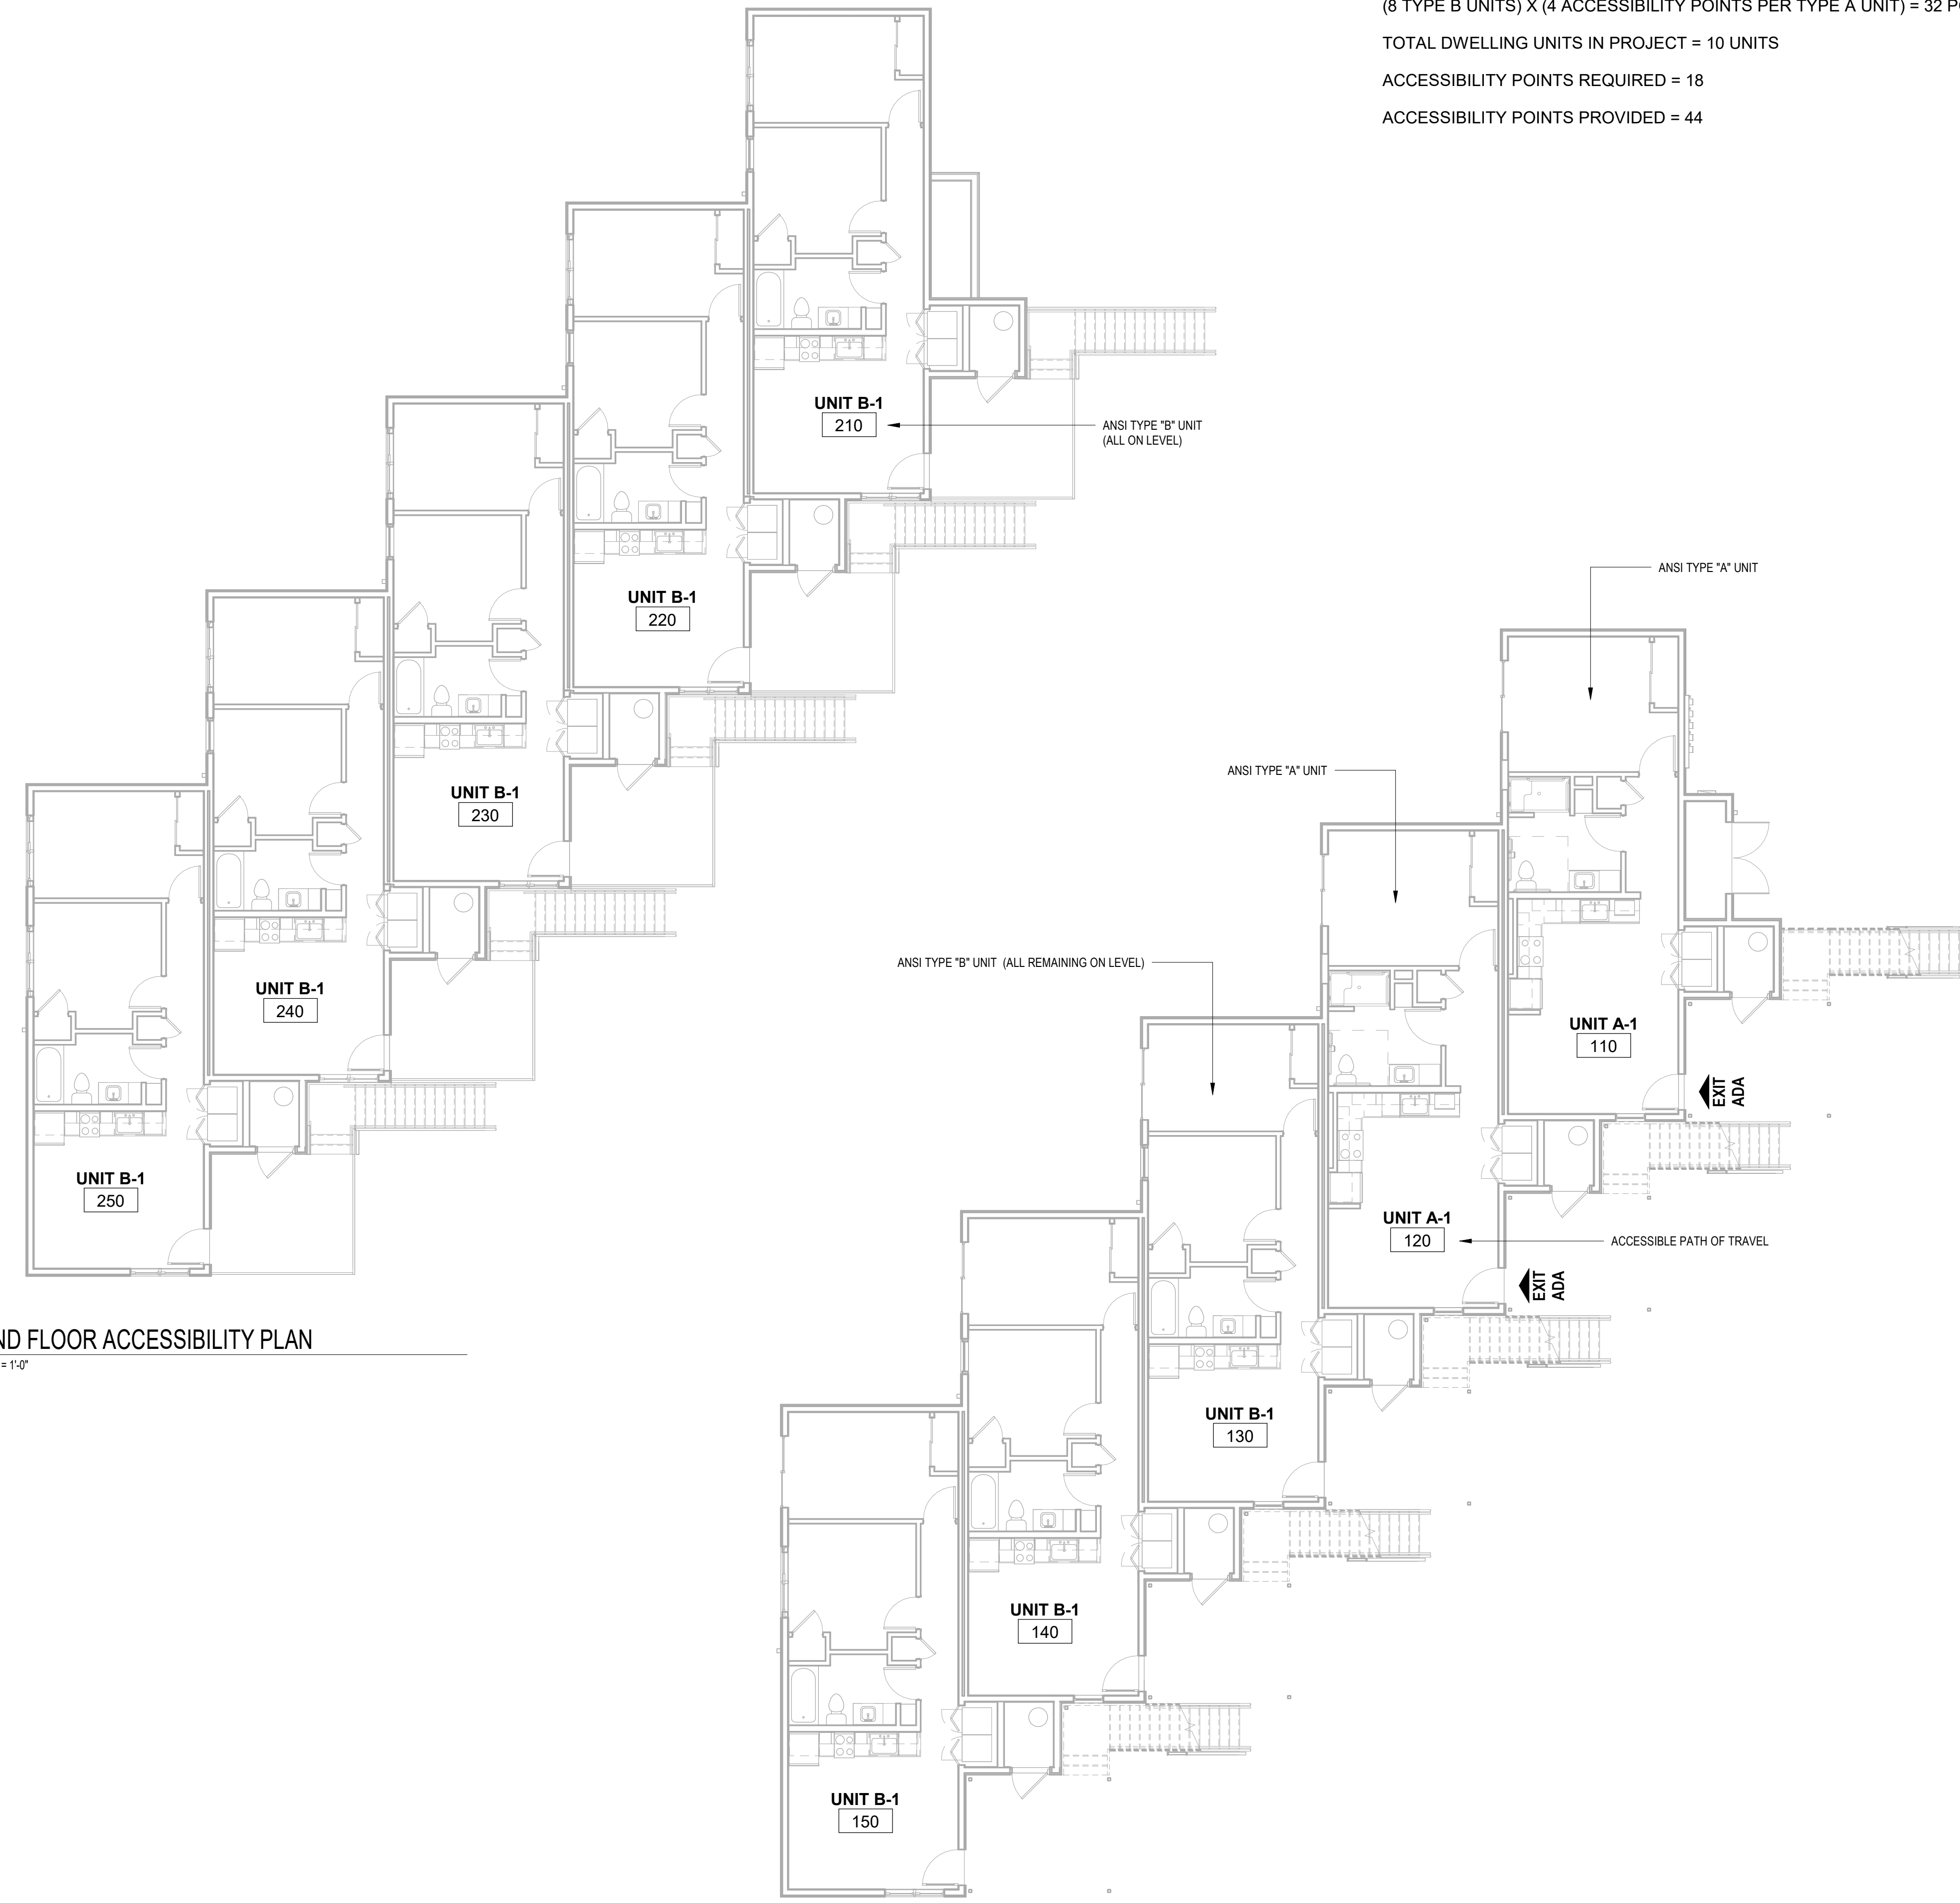 (8 TYPE B UNITS) X (4 ACCESSIBILITY POINTS PER TYPE A UNIT) = 32
TOTAL DWELLING UNITS IN PROJECT = 10 UNITS
ACCESSIBILITY POINTS REQUIRED = 18
ACCESSIBILITY POINTS PROVIDED = 44
UNIT B-1
210
ANSI TYPE "B" UNIT
(ALL ON LEVEL)
UNIT B-1
220
UNIT B-1
230
UNIT B-1
240
UNIT B-1
250
FLOOR ACCESSIBILITY PLAN
= 1'-0"
ANSI TYPE "A" UNIT
ANSI TYPE "A" UNIT
ANSI TYPE "B" UNIT (ALL REMAINING ON LEVEL)
UNIT A-1
110
EXIT
ADA
UNIT A-1
120
ACCESSIBLE PATH OF TRAVEL
EXIT
ADA
UNIT B-1
130
UNIT B-1
140
UNIT B-1
150